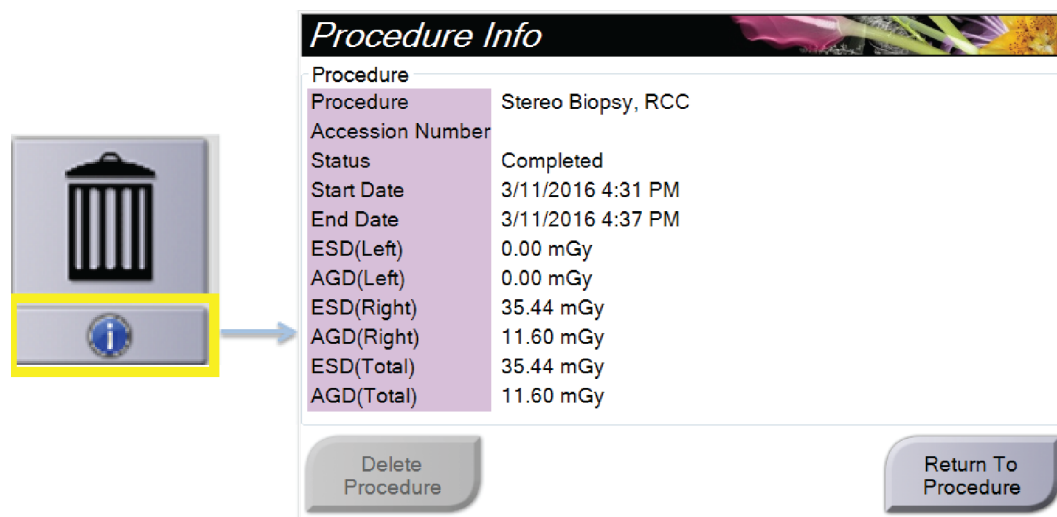 Procedure Info
Procedure
Procedure Stereo Biopsy, RCC
Accession Number
Status Completed
Start Date 3/11/2016 4:31 PM
End Date 3/11/2016 4:37 PM
ESD(Left) 0.00 mGy
AGD(Left) 0.00 mGy
ESD(Right) 35.44 mGy
AGD(Right) 11.60 mGy
ESD(Total) 35.44 mGy
AGD(Total) 11.60 mGy
Delete
Procedure
Return To
Procedure